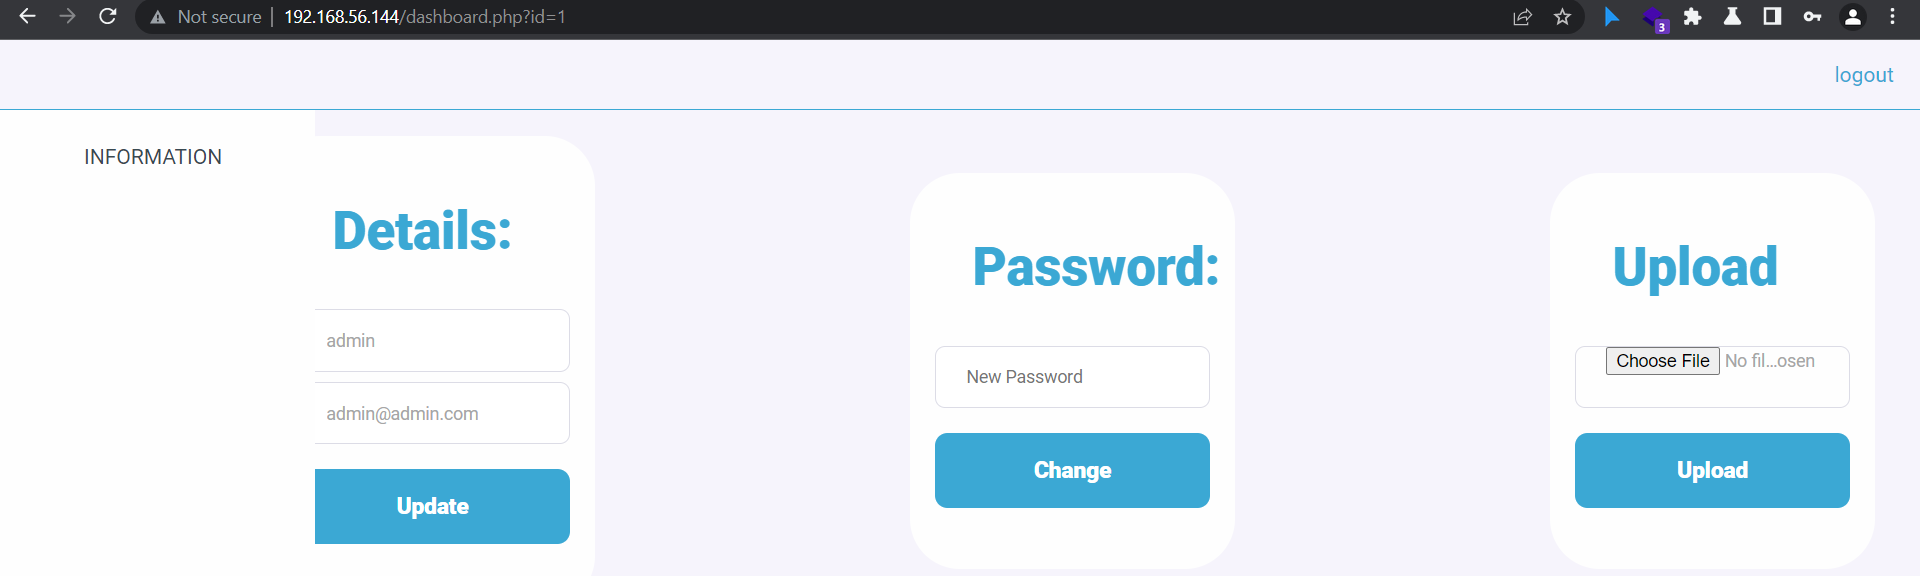 Not secure | 192.168.56.144/dashboard.php?id=1
3
logout
INFORMATION
Details:
admin
admin@admin.com
Update
Password:
New Password
Change
Upload
Choose File No fil...osen
Upload